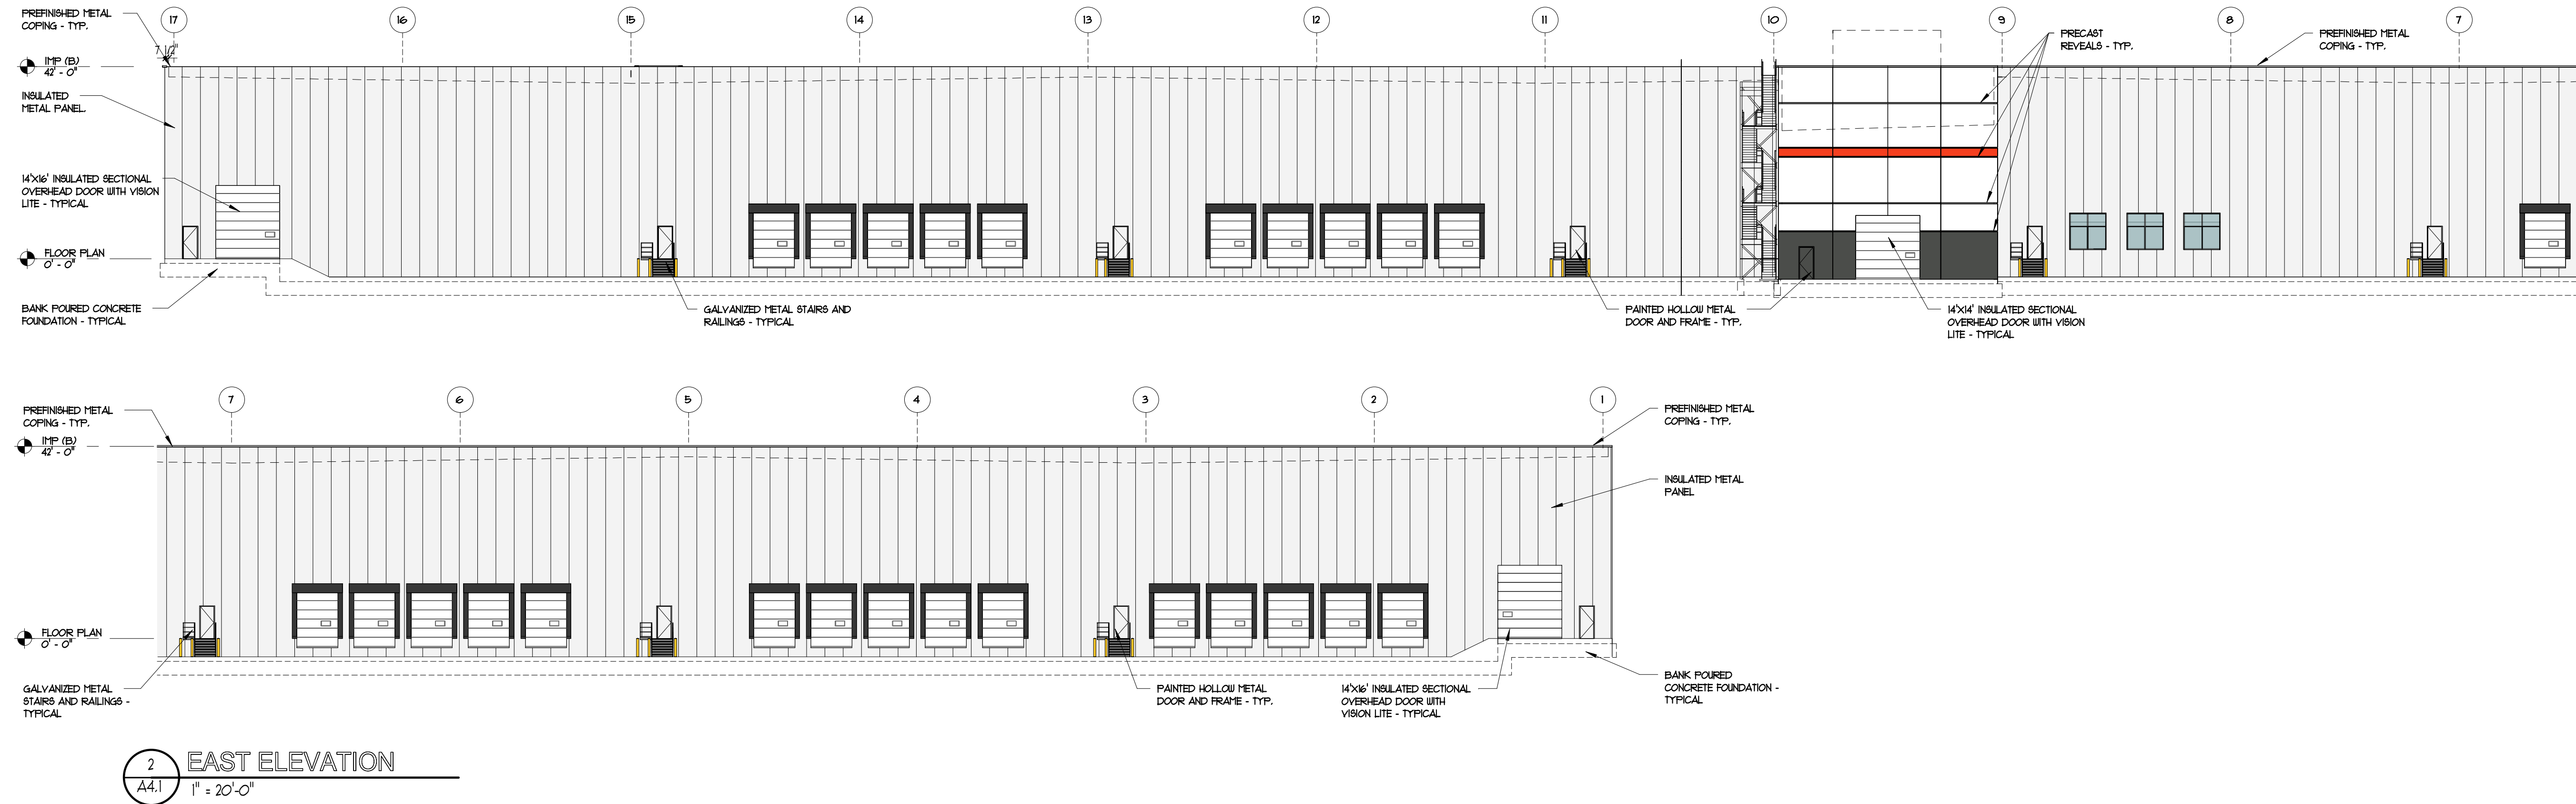 PREFINISHED METAL
COPING - TYP.
17
16
15
14
13
12
11
10
9
8
7
7 1/2"
IMP (B)
42' - 0"
PRECAST
REVEALS - TYP.
PREFINISHED METAL
COPING - TYP.
INSULATED
METAL PANEL.
14'X16' INSULATED SECTIONAL
OVERHEAD DOOR WITH VISION
LITE - TYPICAL
FLOOR PLAN
0' - 0"
BANK POURED CONCRETE
FOUNDATION - TYPICAL
GALVANIZED METAL STAIRS AND
RAILINGS - TYPICAL
PAINTED HOLLOW METAL
DOOR AND FRAME - TYP.
14'X14' INSULATED SECTIONAL
OVERHEAD DOOR WITH VISION
LITE - TYPICAL
7
6
5
4
3
2
1
PREFINISHED METAL
COPING - TYP.
IMP (B)
42' - 0"
PREFINISHED METAL
COPING - TYP.
INSULATED METAL
PANEL
FLOOR PLAN
0' - 0"
GALVANIZED METAL
STAIRS AND RAILINGS -
TYPICAL
PAINTED HOLLOW METAL
DOOR AND FRAME - TYP.
14'X16' INSULATED SECTIONAL
OVERHEAD DOOR WITH
VISION LITE - TYPICAL
BANK POURED
CONCRETE FOUNDATION -
TYPICAL
2
A4.1
EAST ELEVATION
1" = 20'-0"